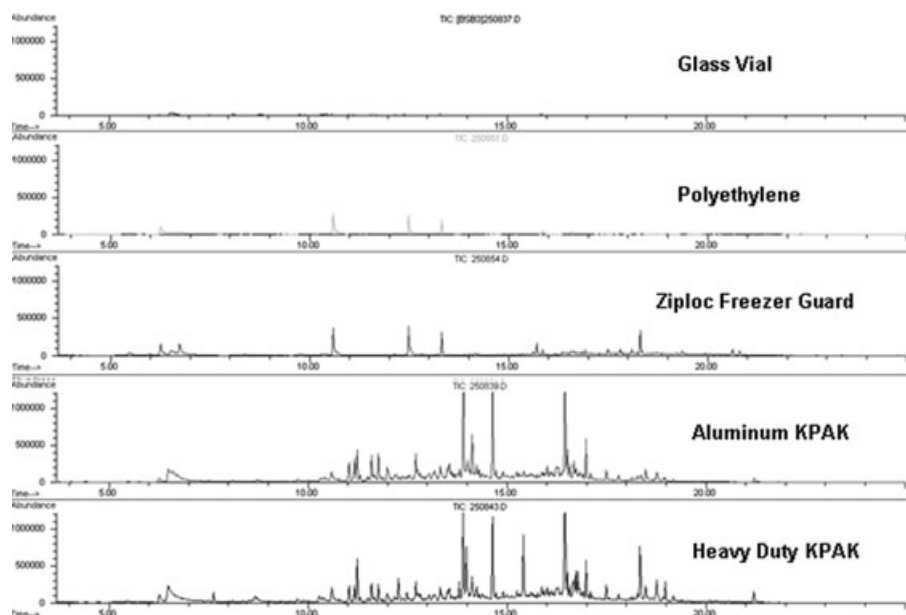 Abundance
TIC: [BSB3]250837.D
Glass Vial
1000000
500000
0
Time--> 5.00 10.00 15.00 20.00
Abundance
TIC: 250851.D
Polyethylene
1000000
500000
0
Time--> 5.00 10.00 15.00 20.00
Abundance
TIC: 250854.D
Ziploc Freezer Guard
1000000
500000
0
Time--> 5.00 10.00 15.00 20.00
Abundance
TIC: 250839.D
Aluminum KPAK
1000000
500000
0
Time--> 5.00 10.00 15.00 20.00
Abundance
TIC: 250843.D
Heavy Duty KPAK
1000000
500000
0
5.00 10.00 15.00 20.00